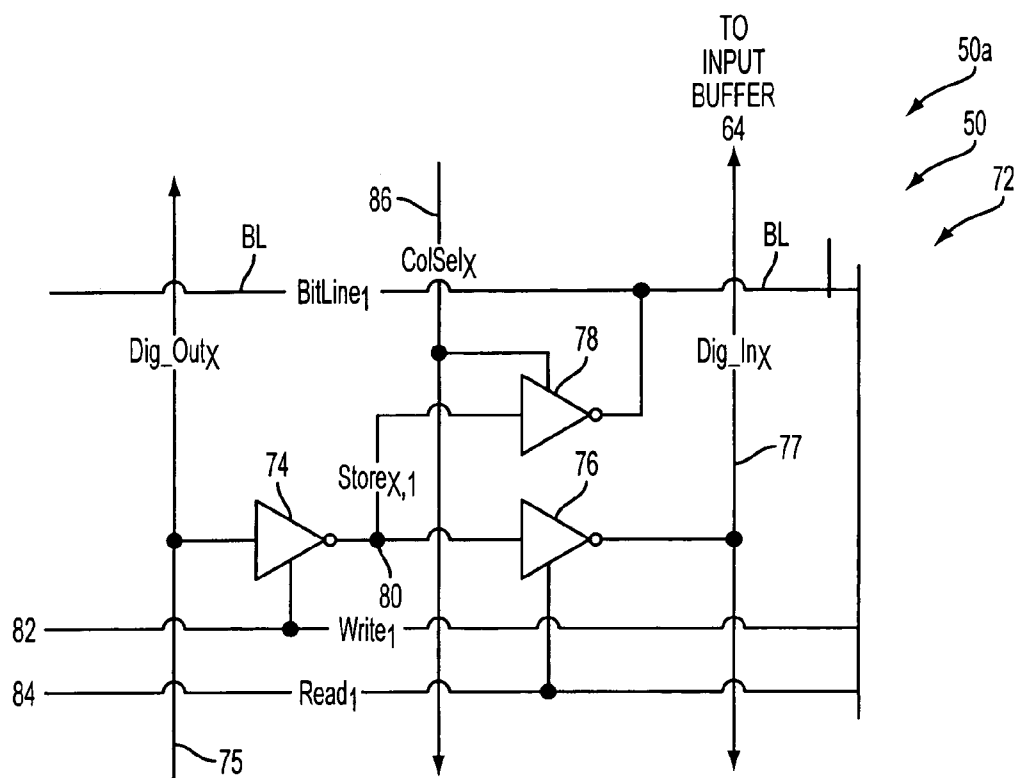 TO
INPUT
BUFFER
64
50a
50
72
86
BL
ColSelX
BL
BitLine1
Dig_OutX
78
Dig_InX
74
StoreX,1
76
77
80
82
Write1
84
Read1
75